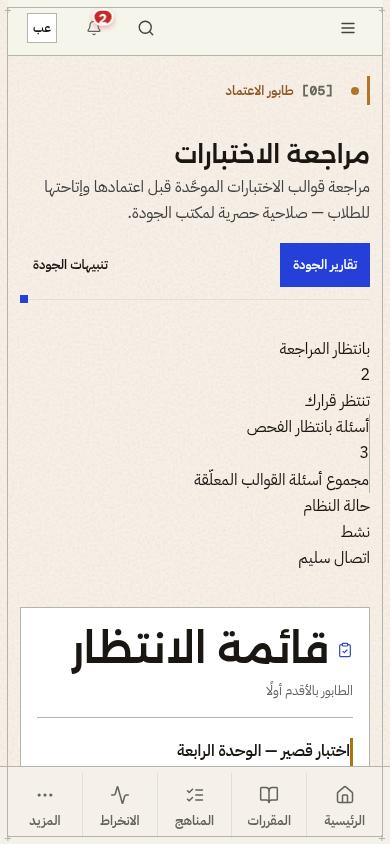 عب
2
[05] طابور الاعتماد
مراجعة الاختبارات
مراجعة قوالب الاختبارات الموحَّدة قبل اعتمادها وإتاحتها
للطلاب — صلاحية حصرية لمكتب الجودة.
تقارير الجودة
تنبيهات الجودة
بانتظار المراجعة
2
تنتظر قرارك
أسئلة بانتظار الفحص
3
مجموع أسئلة القوالب المعلّقة
حالة النظام
نشط
اتصال سليم
قائمة الانتظار
الطابور بالأقدم أولًا
اختبار قصير — الوحدة الرابعة
الرئيسية
المقررات
المناهج
الانخراط
المزيد